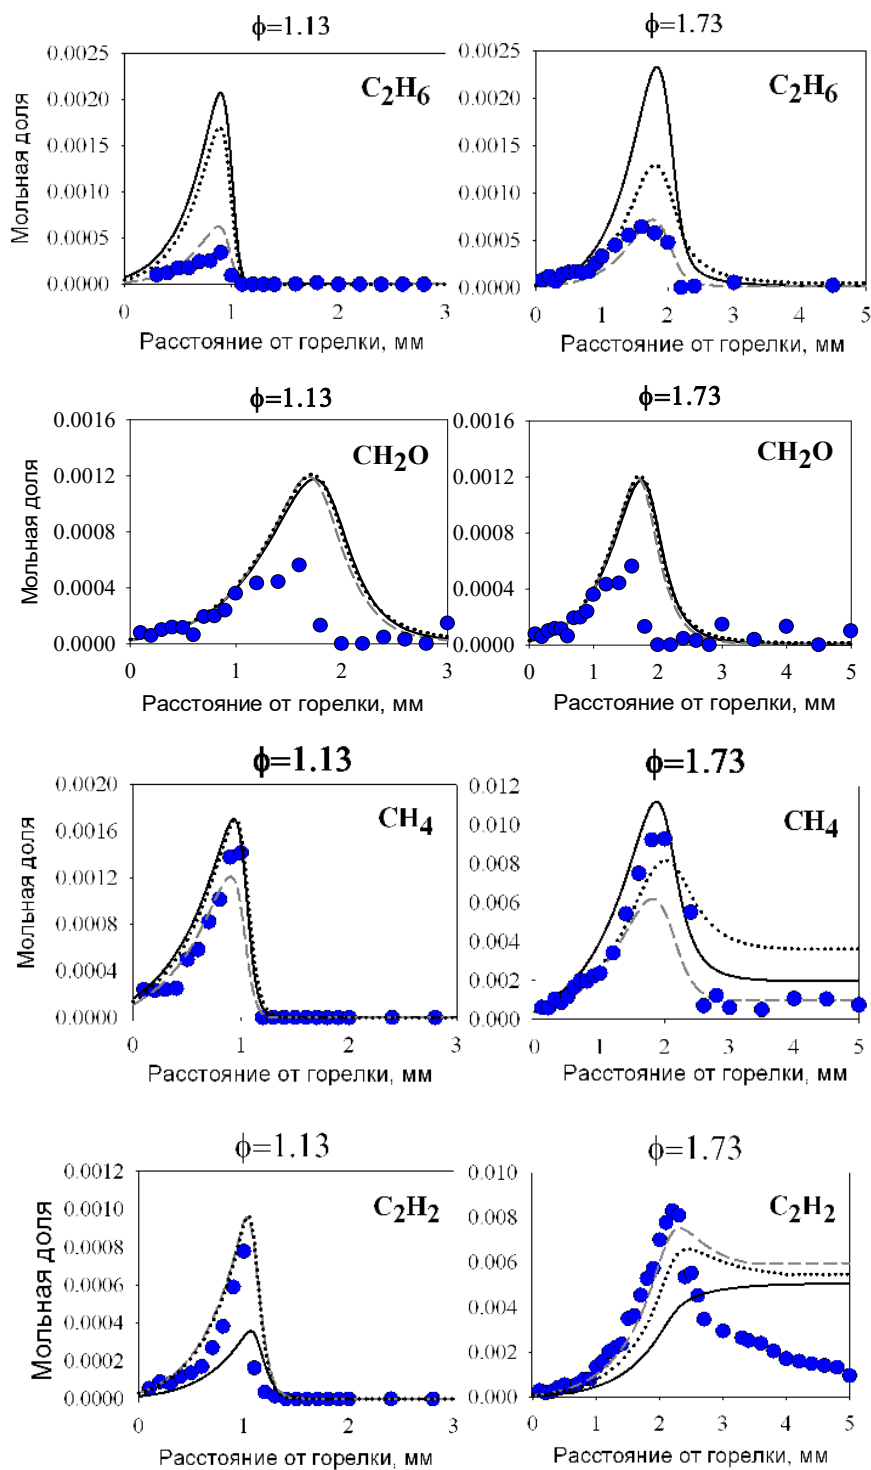 ϕ=1.13
ϕ=1.73
0.0025
0.0020
0.0015
0.0010
0.0005
0.0000
Мольная доля
C2H6
0 1 2 3
Расстояние от горелки, мм
0.0025
0.0020
0.0015
0.0010
0.0005
0.0000
C2H6
0 1 2 3 4 5
Расстояние от горелки, мм
ϕ=1.13
ϕ=1.73
0.0016
0.0012
0.0008
0.0004
0.0000
Мольная доля
CH2O
0 1 2 3
Расстояние от горелки, мм
0.0016
0.0012
0.0008
0.0004
0.0000
CH2O
0 1 2 3 4 5
Расстояние от горелки, мм
ϕ=1.13
ϕ=1.73
0.0020
0.0016
0.0012
0.0008
0.0004
0.0000
Мольная доля
CH4
0 1 2 3
Расстояние от горелки, мм
0.012
0.010
0.008
0.006
0.004
0.002
0.000
CH4
0 1 2 3 4 5
Расстояние от горелки, мм
ϕ=1.13
ϕ=1.73
0.0012
0.0010
0.0008
0.0006
0.0004
0.0002
0.0000
Мольная доля
C2H2
0 1 2 3
Расстояние от горелки, мм
0.010
0.008
0.006
0.004
0.002
0.000
C2H2
0 1 2 3 4 5
Расстояние от горелки, мм